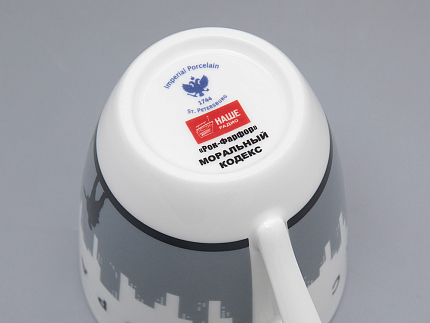 Imperial Porcelain
1744
St. Petersburg
НАШЕ
РАДИО
«Рок-Фарфор»
МОРАЛЬНЫЙ
КОДЕКС